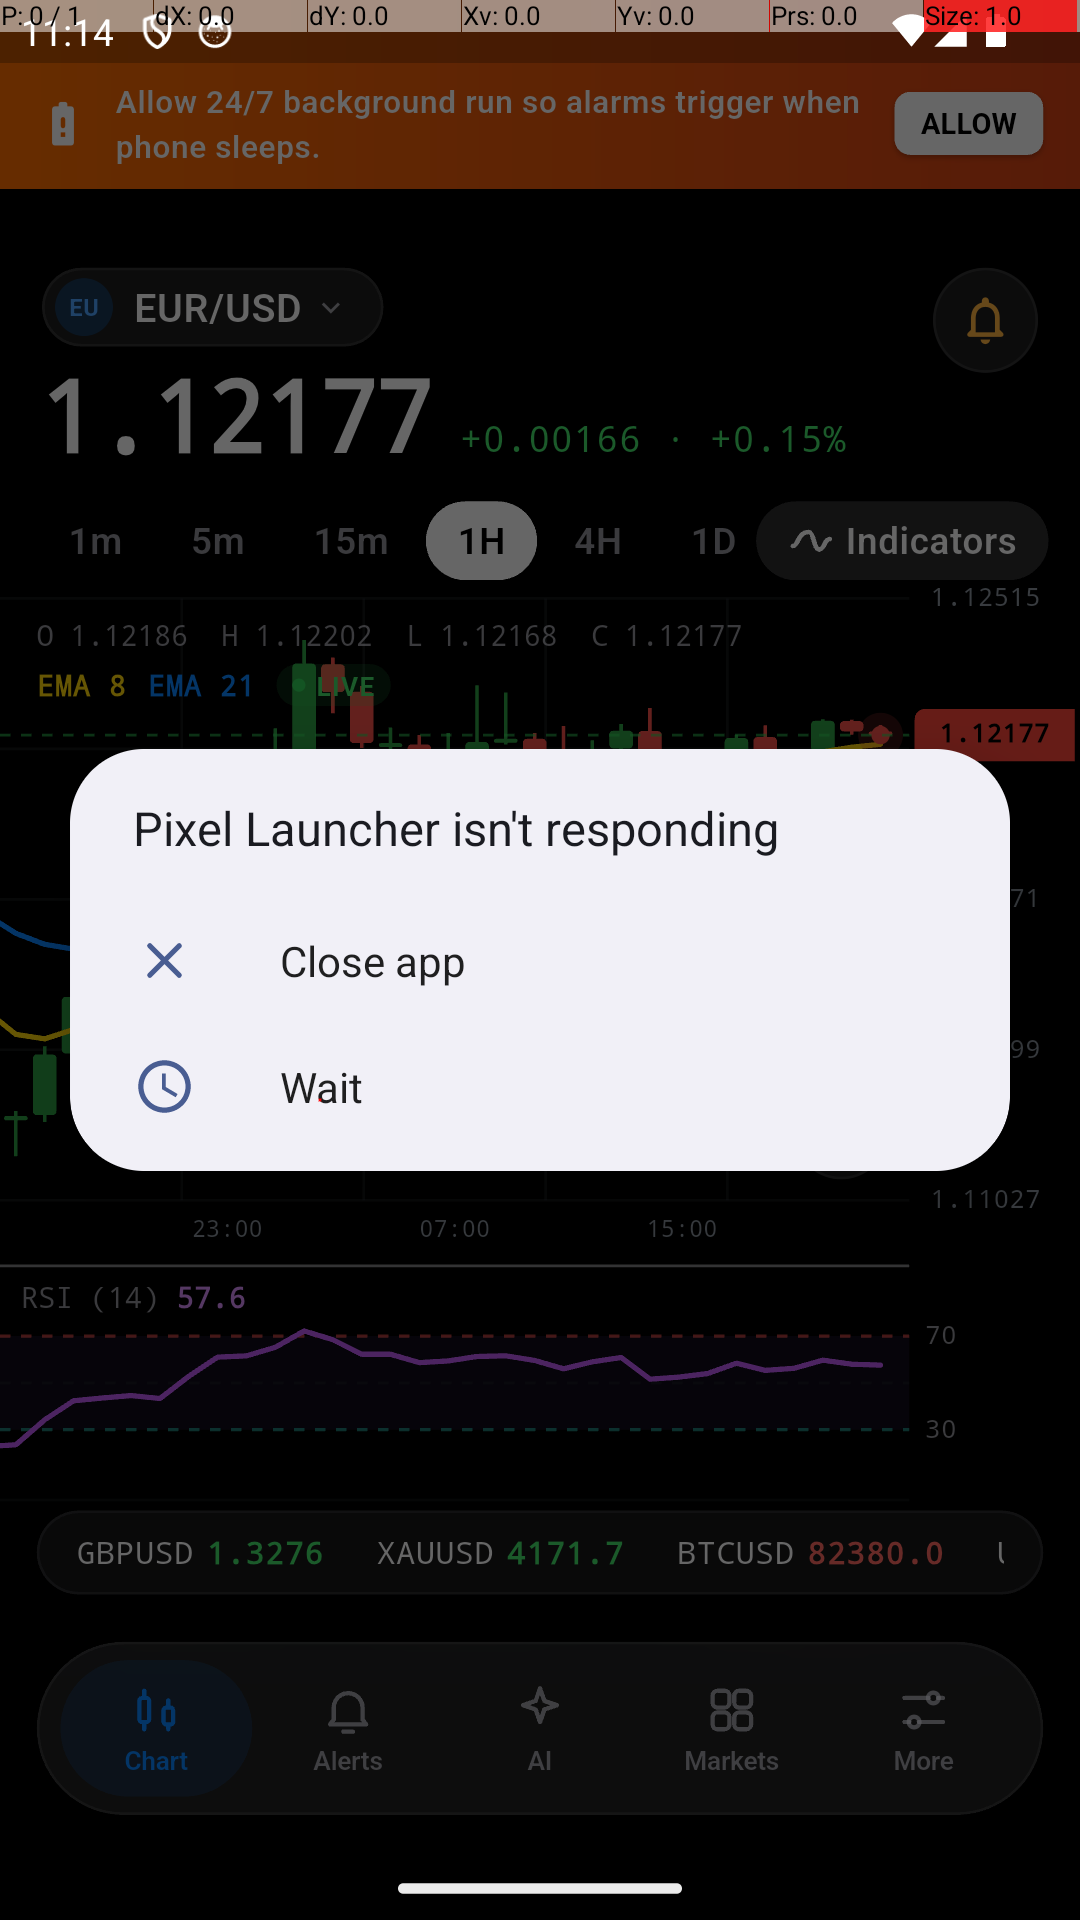 P: 0 / 1 dX: 0.0 dY: 0.0 Xv: 0.0 Yv: 0.0 Prs: 0.0 Size: 1.0
11:14
Allow 24/7 background run so alarms trigger when
phone sleeps.
ALLOW
EU EUR/USD
1.12177 +0.00166 · +0.15%
1m 5m 15m 1H 4H 1D Indicators
1.12515
O 1.12186 H 1.12202 L 1.12168 C 1.12177
EMA 8 EMA 21 LIVE
1.12177
Pixel Launcher isn't responding
71
Close app
99
Wait
1.11027
23:00 07:00 15:00
RSI (14) 57.6
70
30
GBPUSD 1.3276 XAUUSD 4171.7 BTCUSD 82380.0
Chart Alerts AI Markets More